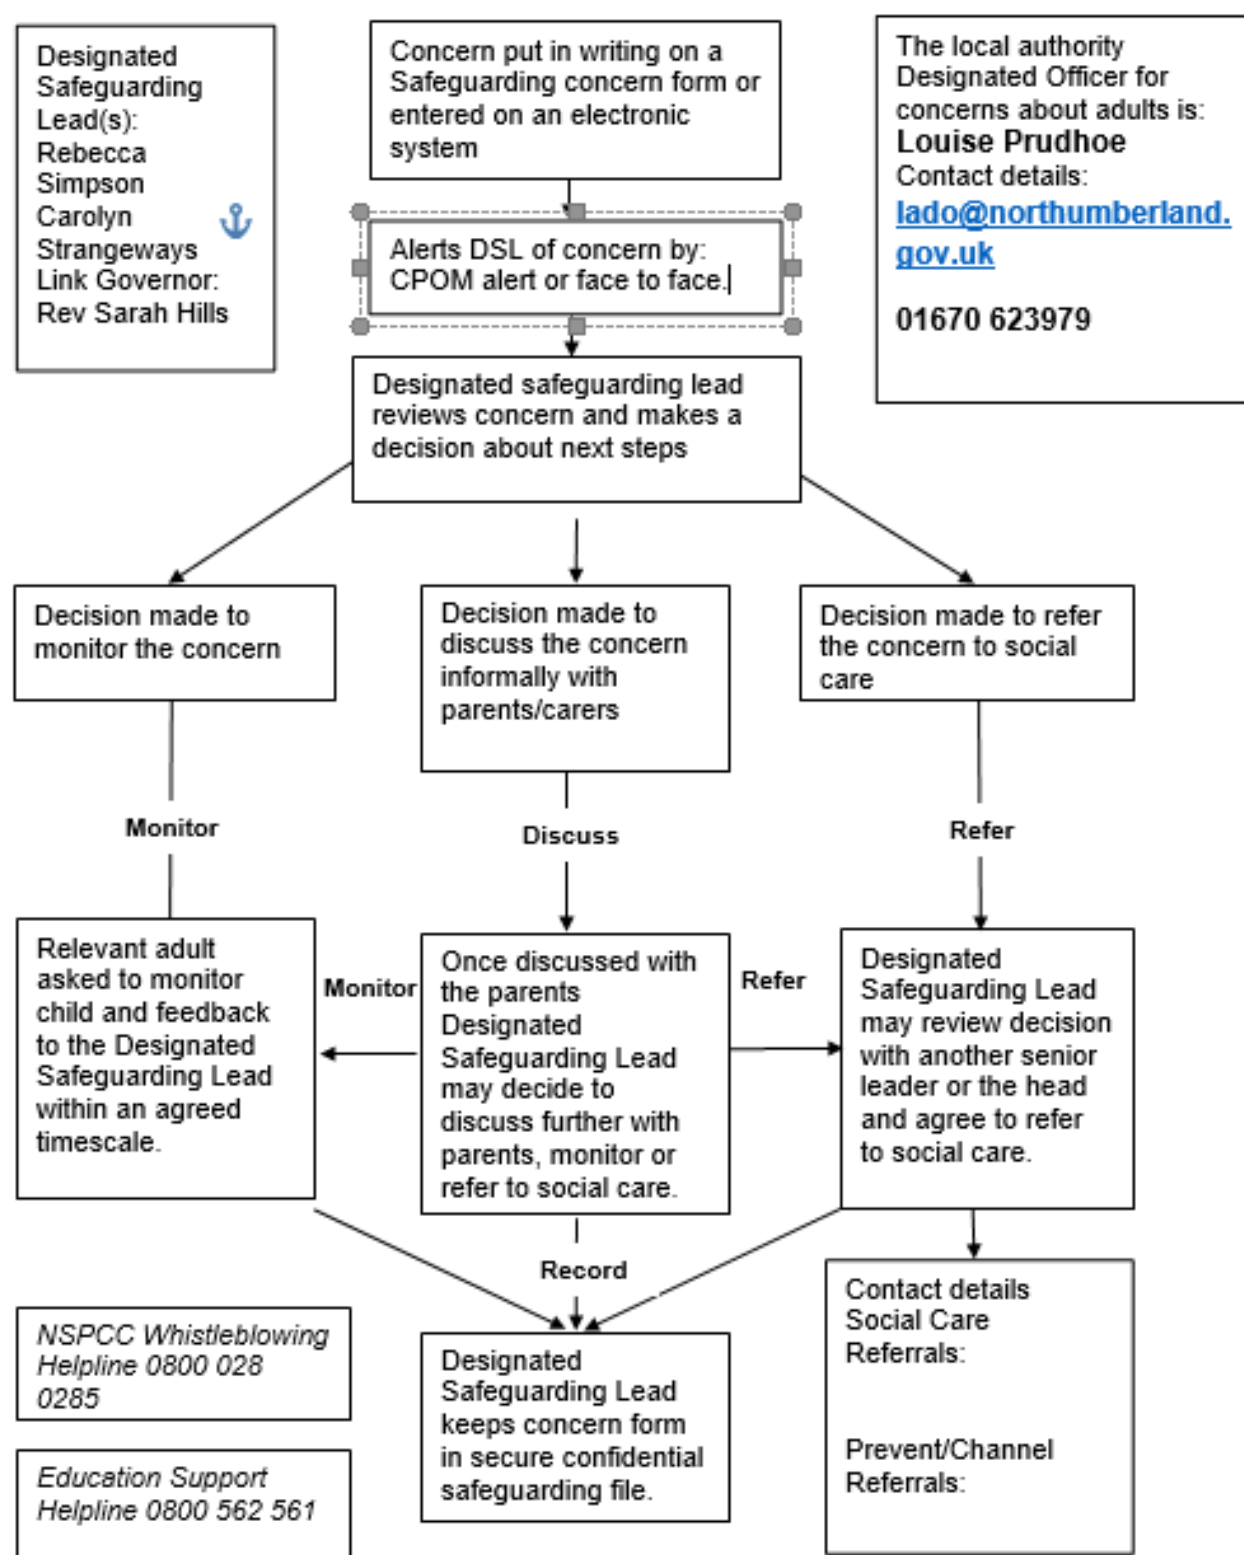 Designated
Safeguarding
Lead(s):
Rebecca
Simpson
Carolyn
Strangeways
Link Governor:
Rev Sarah Hills
Concern put in writing on a
Safeguarding concern form or
entered on an electronic
system
The local authority
Designated Officer for
concerns about adults is:
Louise Prudhoe
Contact details:
lado@northumberland.
gov.uk
01670 623979
Alerts DSL of concern by:
CPOM alert or face to face.
Designated safeguarding lead
reviews concern and makes a
decision about next steps
Decision made to
monitor the concern
Decision made to
discuss the concern
informally with
parents/carers
Decision made to refer
the concern to social
care
Monitor
Discuss
Refer
Relevant adult
asked to monitor
child and feedback
to the Designated
Safeguarding Lead
within an agreed
timescale.
Monitor
Once discussed with
the parents
Designated
Safeguarding Lead
may decide to
discuss further with
parents, monitor or
refer to social care.
Refer
Designated
Safeguarding Lead
may review decision
with another senior
leader or the head
and agree to refer
to social care.
Record
NSPCC Whistleblowing
Helpline 0800 028
0285
Education Support
Helpline 0800 562 561
Designated
Safeguarding Lead
keeps concern form
in secure confidential
safeguarding file.
Contact details
Social Care
Referrals:
Prevent/Channel
Referrals: